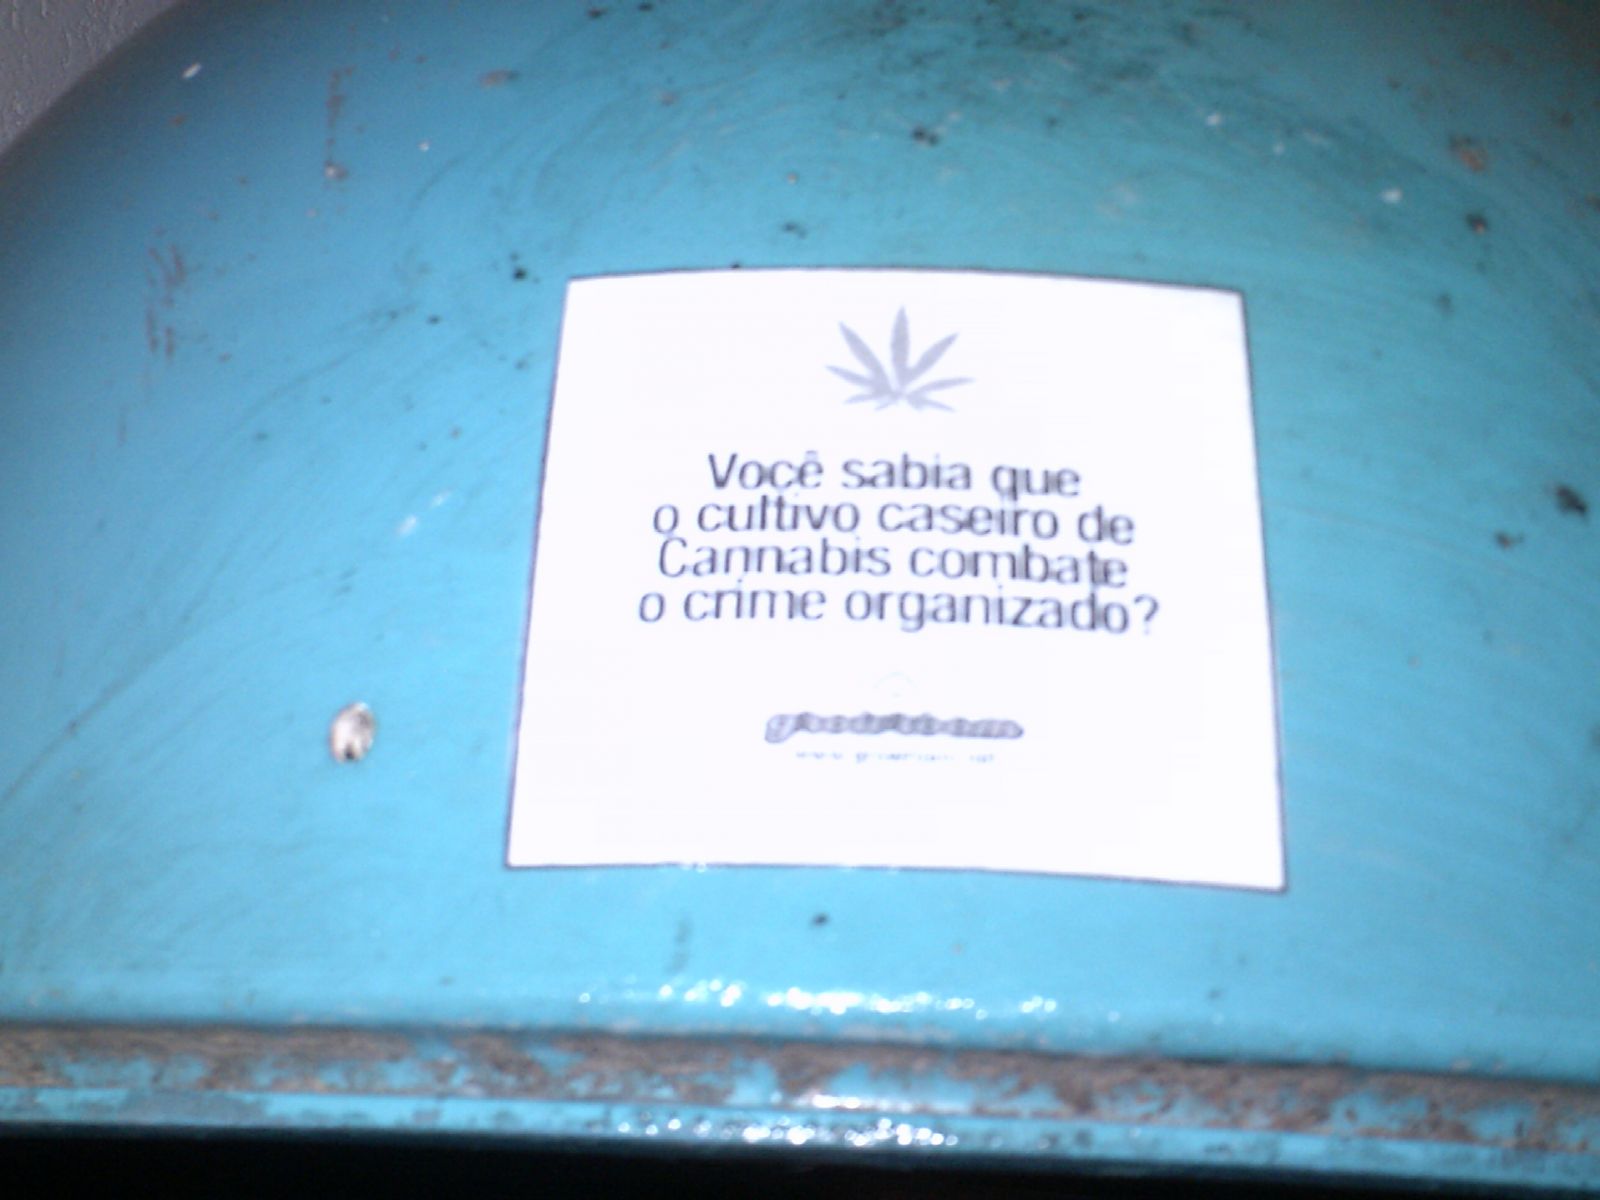 Você sabia que
o cultivo caseiro de
Cannabis combate
o crime organizado?